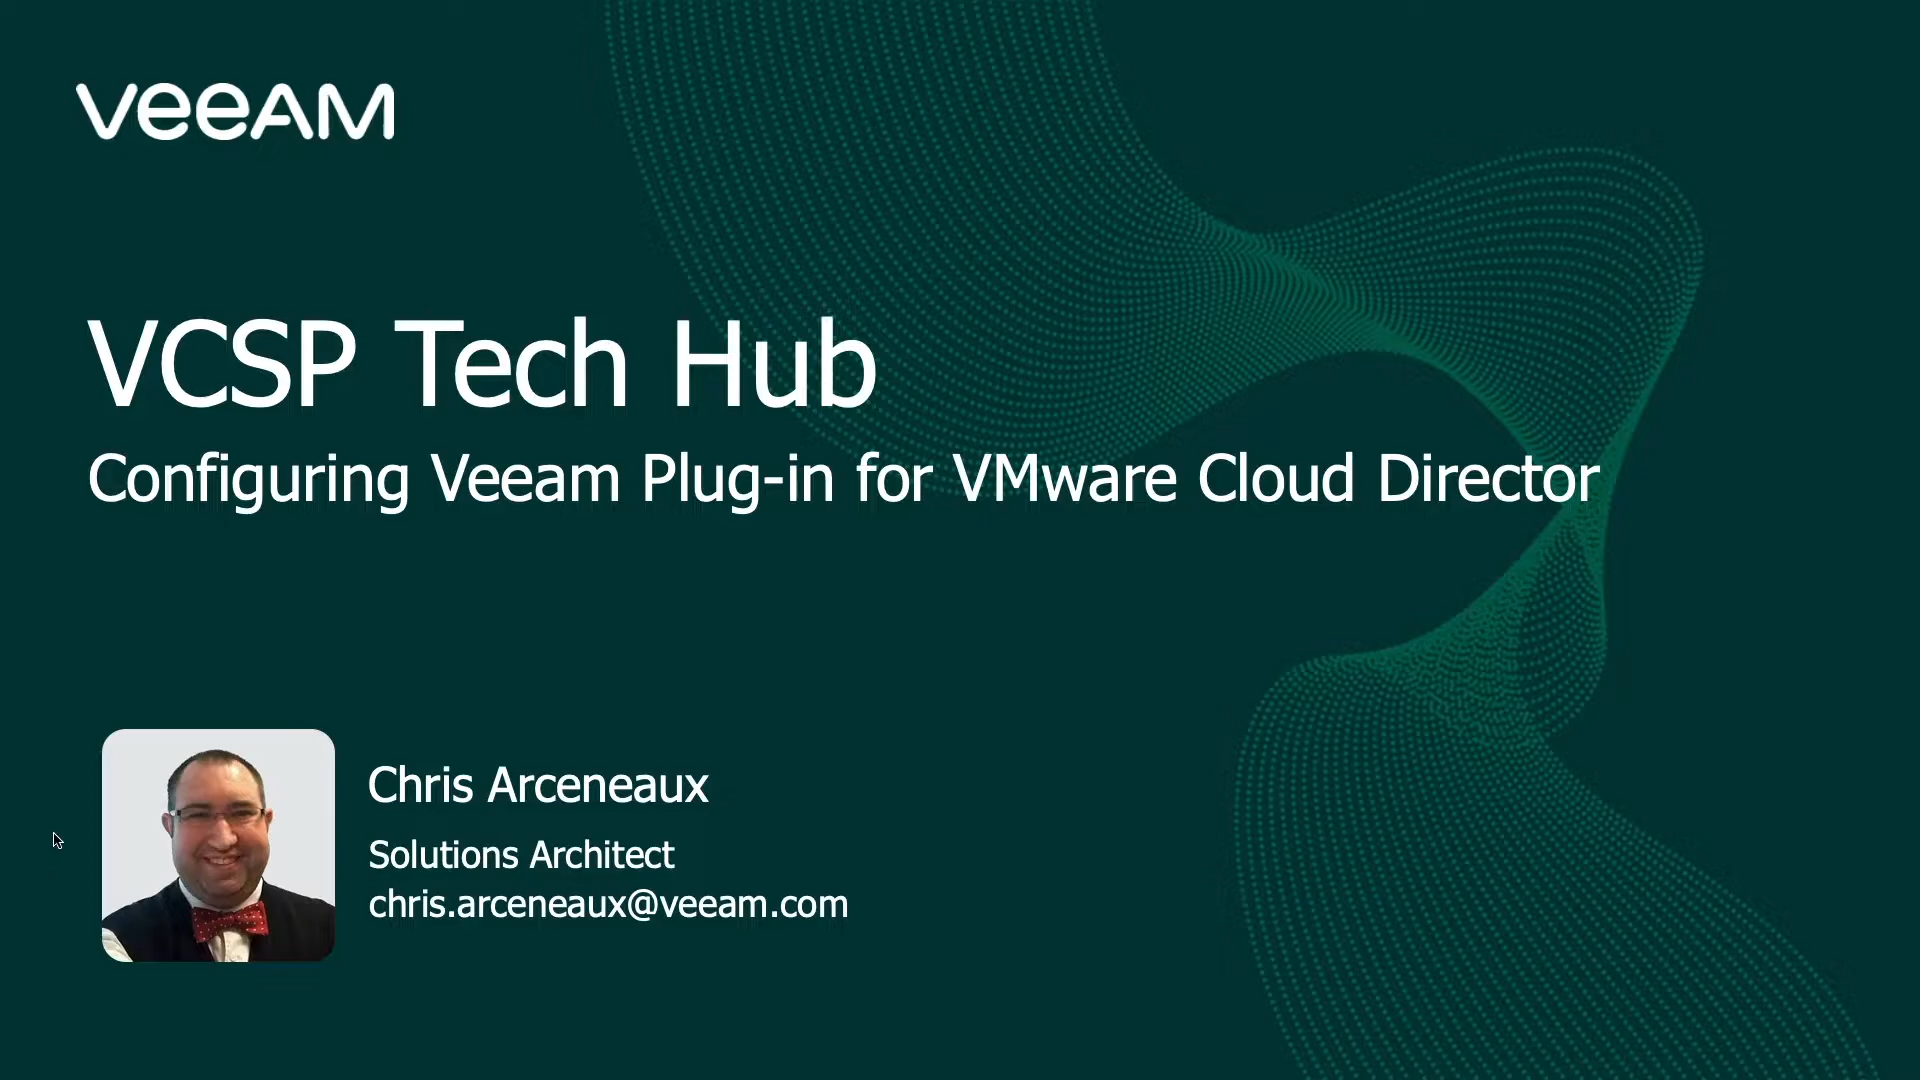 veeAM
VCSP Tech Hub
Configuring Veeam Plug-in for VMware Cloud Director
Chris Arceneaux
Solutions Architect
chris.arceneaux@veeam.com